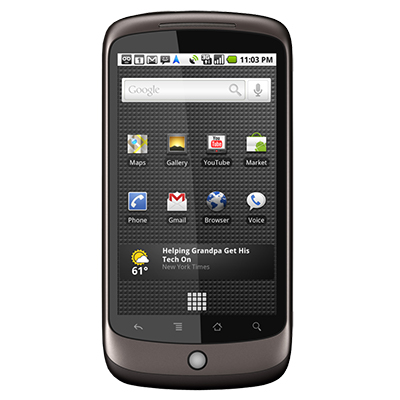 11:03 PM
Google
Maps Gallery YouTube Market
Phone Gmail Browser Voice
Helping Grandpa Get His
Tech On
61° New York Times